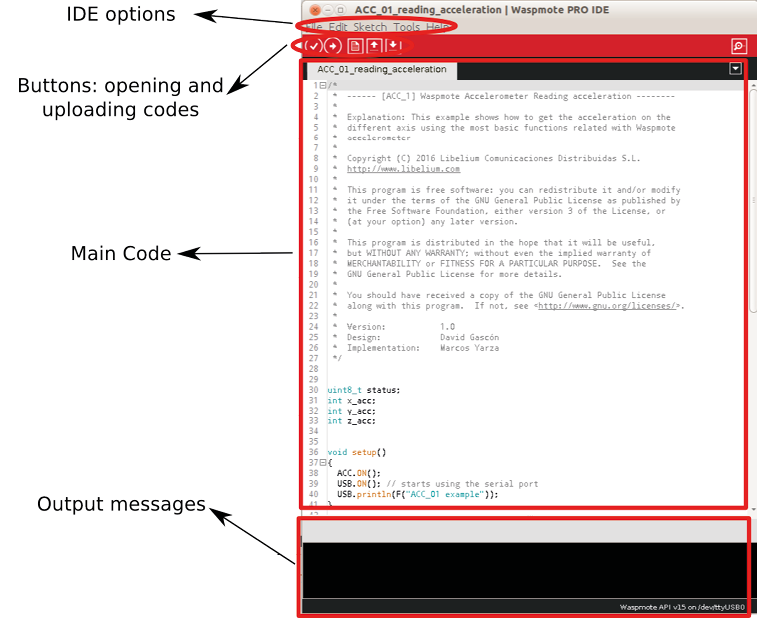 IDE options
Buttons: opening and
uploading codes
Main Code
Output messages
ACC_01_reading_acceleration | Waspmote PRO IDE
File Edit Sketch Tools Help
ACC_01_reading_acceleration
1 /*
2 * ------ [ACC_1] Waspmote Accelerometer Reading acceleration --------
3 *
4 * Explanation: This example shows how to get the acceleration on the
5 * different axis using the most basic functions related with Waspmote
6 * accelerometer
7 *
8 * Copyright (C) 2016 Libelium Comunicaciones Distribuidas S.L.
9 * http://www.libelium.com
10 *
11 * This program is free software: you can redistribute it and/or modify
12 * it under the terms of the GNU General Public License as published by
13 * the Free Software Foundation, either version 3 of the License, or
14 * (at your option) any later version.
15 *
16 * This program is distributed in the hope that it will be useful,
17 * but WITHOUT ANY WARRANTY; without even the implied warranty of
18 * MERCHANTABILITY or FITNESS FOR A PARTICULAR PURPOSE. See the
19 * GNU General Public License for more details.
20 *
21 * You should have received a copy of the GNU General Public License
22 * along with this program. If not, see <http://www.gnu.org/licenses/>.
23 *
24 * Version: 1.0
25 * Design: David Gascón
26 * Implementation: Marcos Yarza
27 */
28
29
30 uint8_t status;
31 int x_acc;
32 int y_acc;
33 int z_acc;
34
35
36 void setup()
37 {
38 ACC.ON();
39 USB.ON(); // starts using the serial port
40 USB.println(F("ACC_01 example"));
41 }
42
Waspmote API v15 on /dev/ttyUSB0